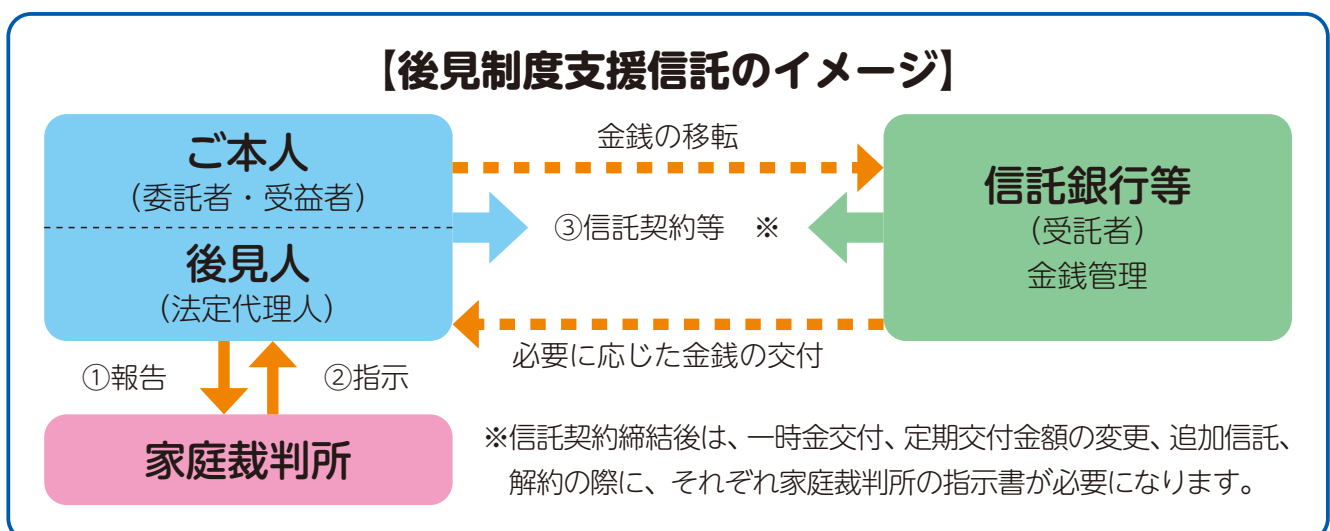 【後見制度支援信託のイメージ】
ご本人
(委託者・受益者)
後見人
(法定代理人)
金銭の移転
③信託契約等　※
必要に応じた金銭の交付
信託銀行等
(受託者)
金銭管理
①報告
②指示
家庭裁判所
※信託契約締結後は、一時金交付、定期交付金額の変更、追加信託、
解約の際に、それぞれ家庭裁判所の指示書が必要になります。